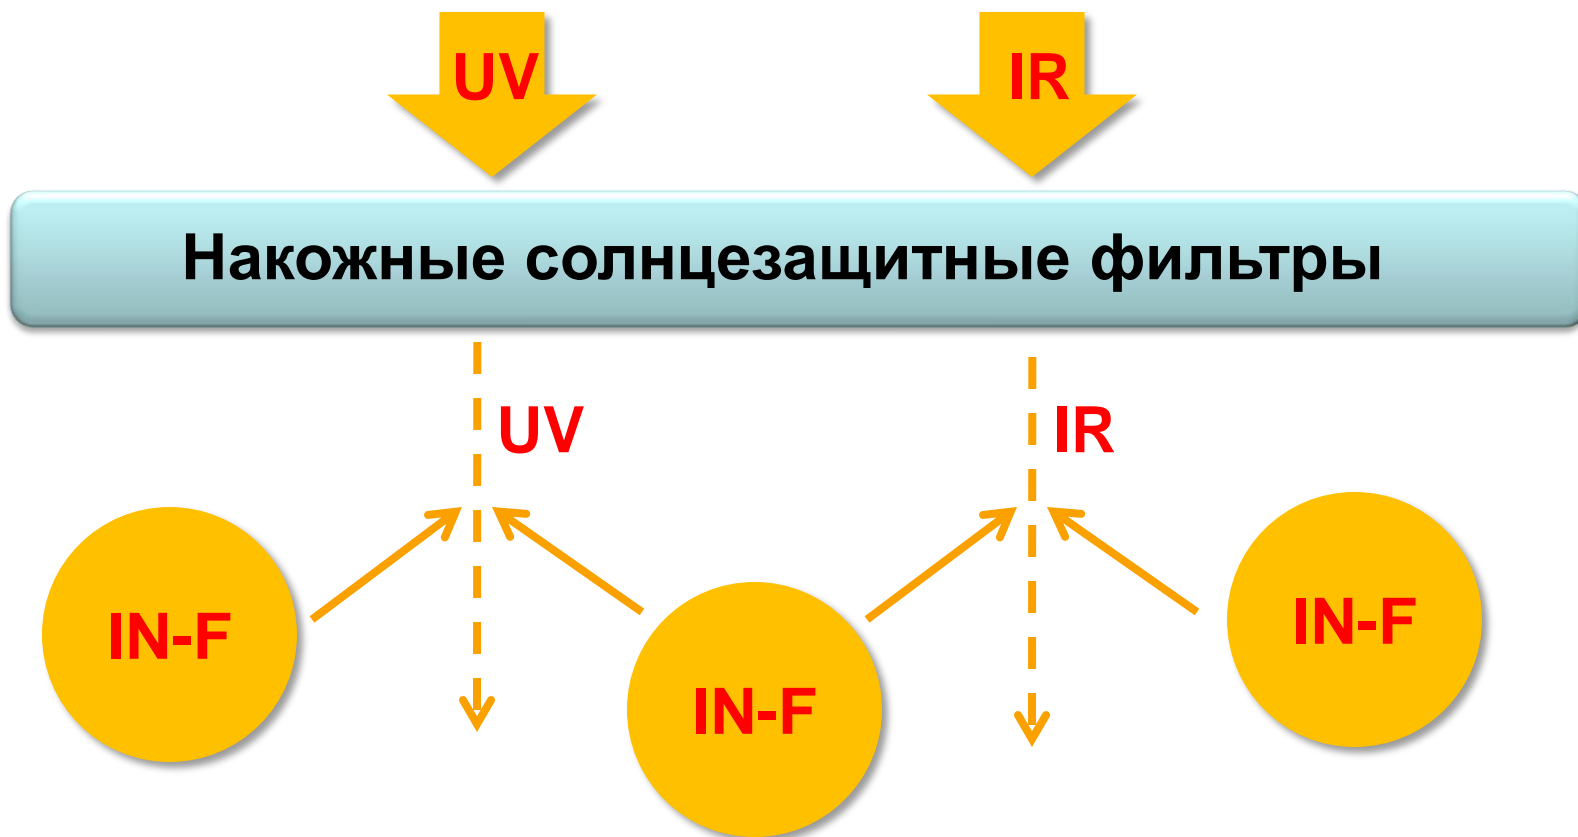 UV
IR
Накожные солнцезащитные фильтры
UV
IR
IN-F
IN-F
IN-F